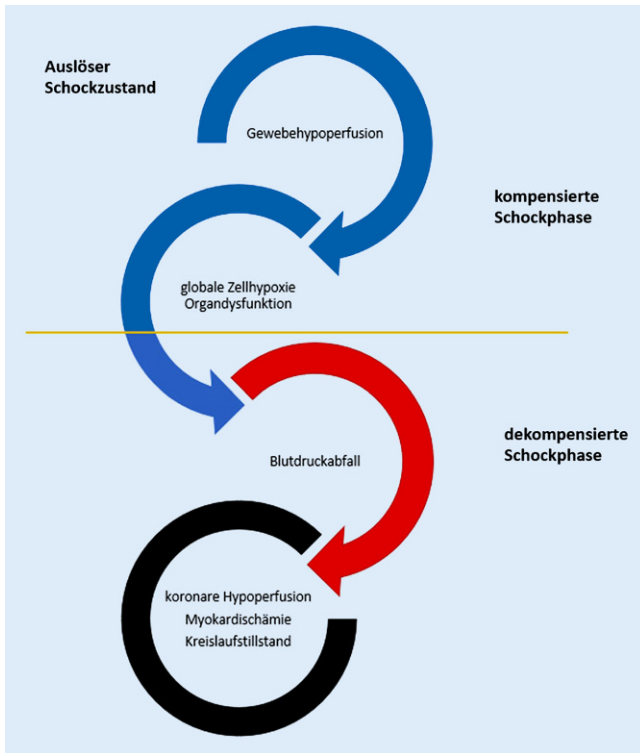 Auslöser
Schockzustand
Gewebehypoperfusion
kompensierte
Schockphase
globale Zellhypoxie
Organdysfunktion
dekompensierte
Schockphase
Blutdruckabfall
koronare Hypoperfusion
Myokardischämie
Kreislaufstillstand